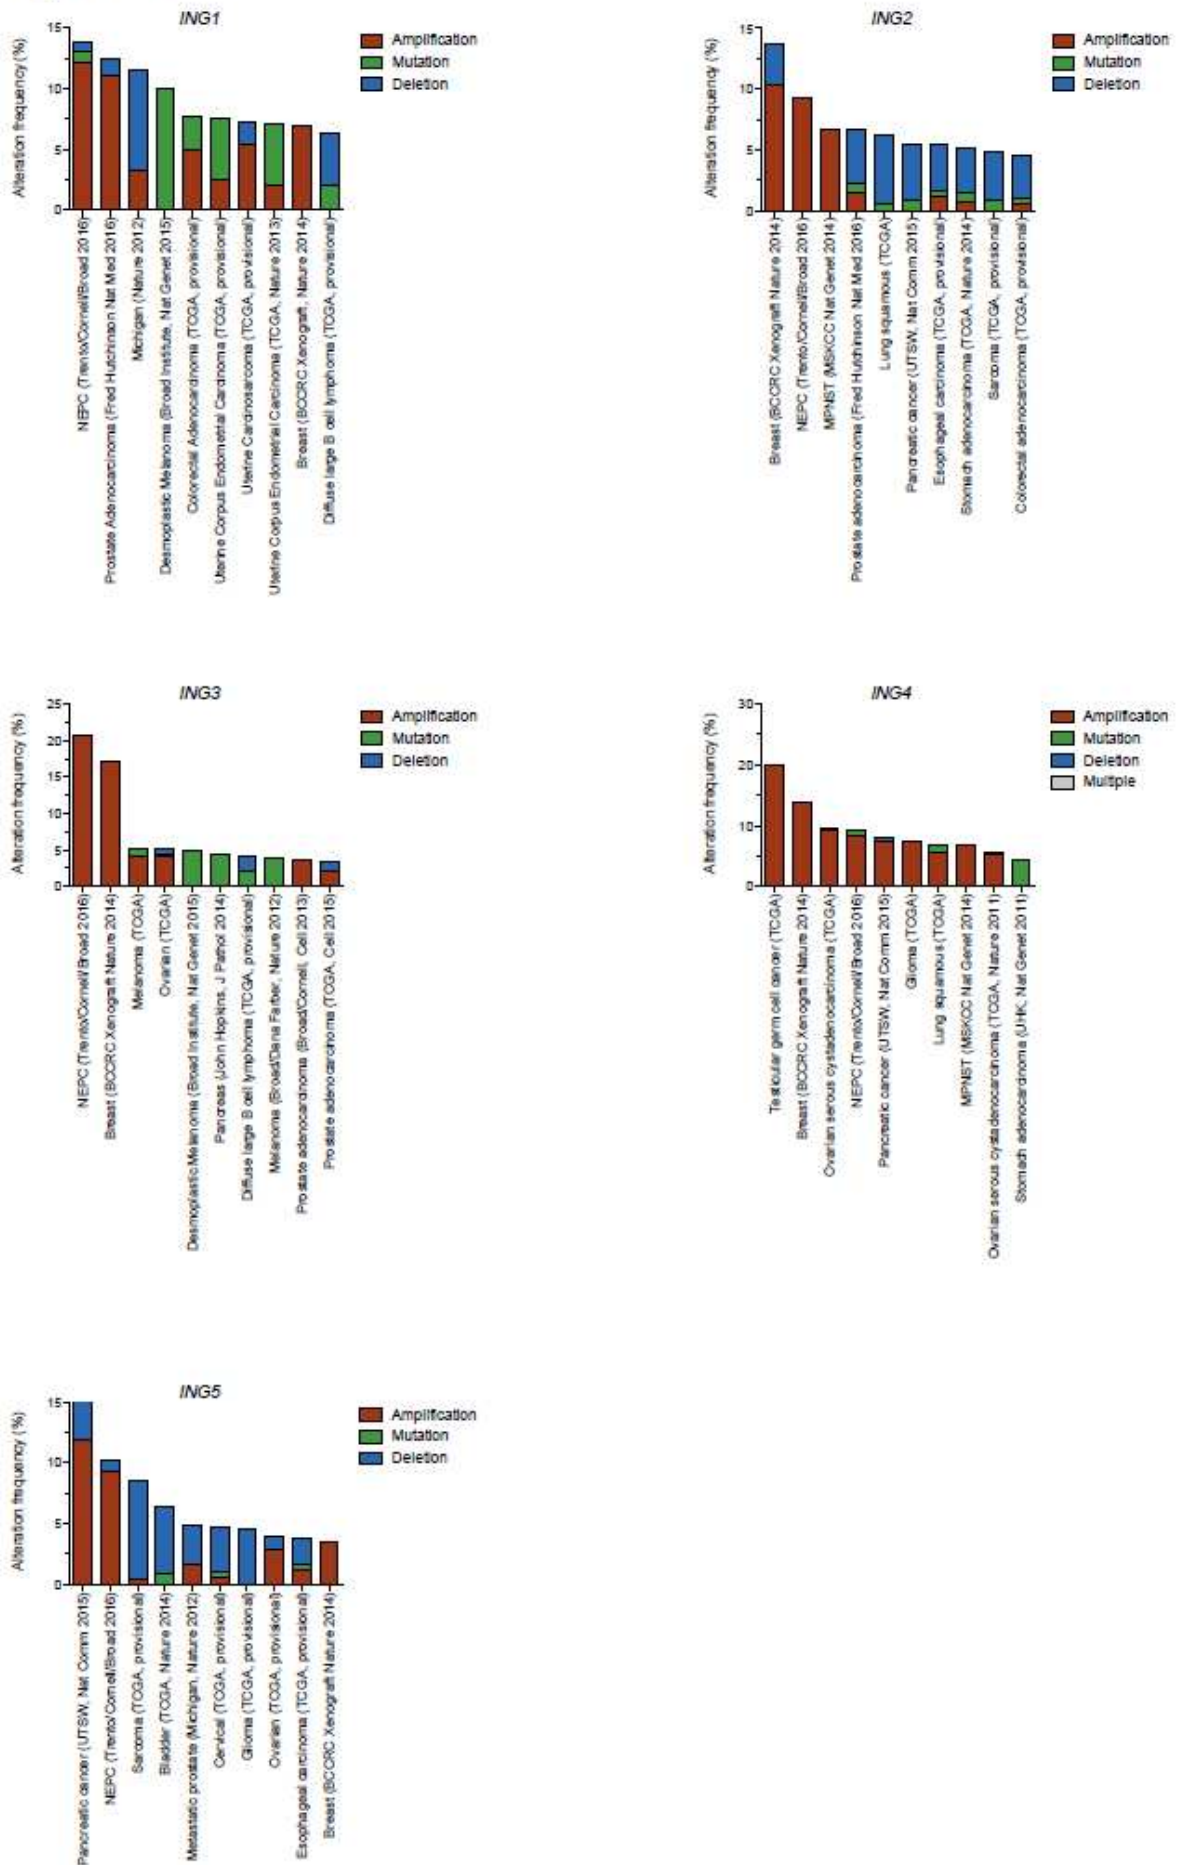 ING1
Alteration frequency (%)
15
10
5
0
Amplification
Mutation
Deletion
NEPC (Trento/Cornell/Broad 2016)
Prostate Adenocarcinoma (Fred Hutchinson Nat Med 2016)
Michigan (Nature 2012)
Desmoplastic Melanoma (Broad Institute, Nat Genet 2015)
Colorectal Adenocarcinoma (TCGA, provisional)
Uterine Corpus Endometrial Carcinoma (TCGA, provisional)
Uterine Carcinosarcoma (TCGA, provisional)
Uterine Corpus Endometrial Carcinoma (TCGA, Nature 2013)
Breast (BCCRC Xenograft, Nature 2014)
Diffuse large B cell lymphoma (TCGA, provisional)
ING2
Alteration frequency (%)
15
10
5
0
Amplification
Mutation
Deletion
Breast (BCCRC Xenograft Nature 2014)
NEPC (Trento/Cornell/Broad 2016)
MPNST (MSKCC Nat Genet 2014)
Prostate adenocarcinoma (Fred Hutchinson Nat Med 2016)
Lung squamous (TCGA)
Pancreatic cancer (UTSW, Nat Comm 2015)
Esophageal carcinoma (TCGA, provisional)
Stomach adenocarcinoma (TCGA, Nature 2014)
Sarcoma (TCGA, provisional)
Colorectal adenocarcinoma (TCGA, provisional)
ING3
Alteration frequency (%)
25
20
15
10
5
0
Amplification
Mutation
Deletion
NEPC (Trento/Cornell/Broad 2016)
Breast (BCCRC Xenograft Nature 2014)
Melanoma (TCGA)
Ovarian (TCGA)
Desmoplastic Melanoma (Broad Institute, Nat Genet 2015)
Pancreas (John Hopkins, J Pathol 2014)
Diffuse large B cell lymphoma (TCGA, provisional)
Melanoma (Broad/Dana Farber, Nature 2012)
Prostate adenocarcinoma (Broad/Cornell, Cell 2013)
Prostate adenocarcinoma (TCGA, Cell 2015)
ING4
Alteration frequency (%)
30
20
10
0
Amplification
Mutation
Deletion
Multiple
Testicular germ cell cancer (TCGA)
Breast (BCCRC Xenograft Nature 2014)
Ovarian serous cystadenocarcinoma (TCGA)
NEPC (Trento/Cornell/Broad 2016)
Pancreatic cancer (UTSW, Nat Comm 2015)
Glioma (TCGA)
Lung squamous (TCGA)
MPNST (MSKCC Nat Genet 2014)
Ovarian serous cystadenocarcinoma (TCGA, Nature 2011)
Stomach adenocarcinoma (UHK, Nat Genet 2011)
ING5
Alteration frequency (%)
15
10
5
0
Amplification
Mutation
Deletion
Pancreatic cancer (UTSW, Nat Comm 2015)
NEPC (Trento/Cornell/Broad 2016)
Sarcoma (TCGA, provisional)
Bladder (TCGA, Nature 2014)
Metastatic prostate (Michigan, Nature 2012)
Cervical (TCGA, provisional)
Glioma (TCGA, provisional)
Ovarian (TCGA, provisional)
Esophageal carcinoma (TCGA, provisional)
Breast (BCCRC Xenograft Nature 2014)